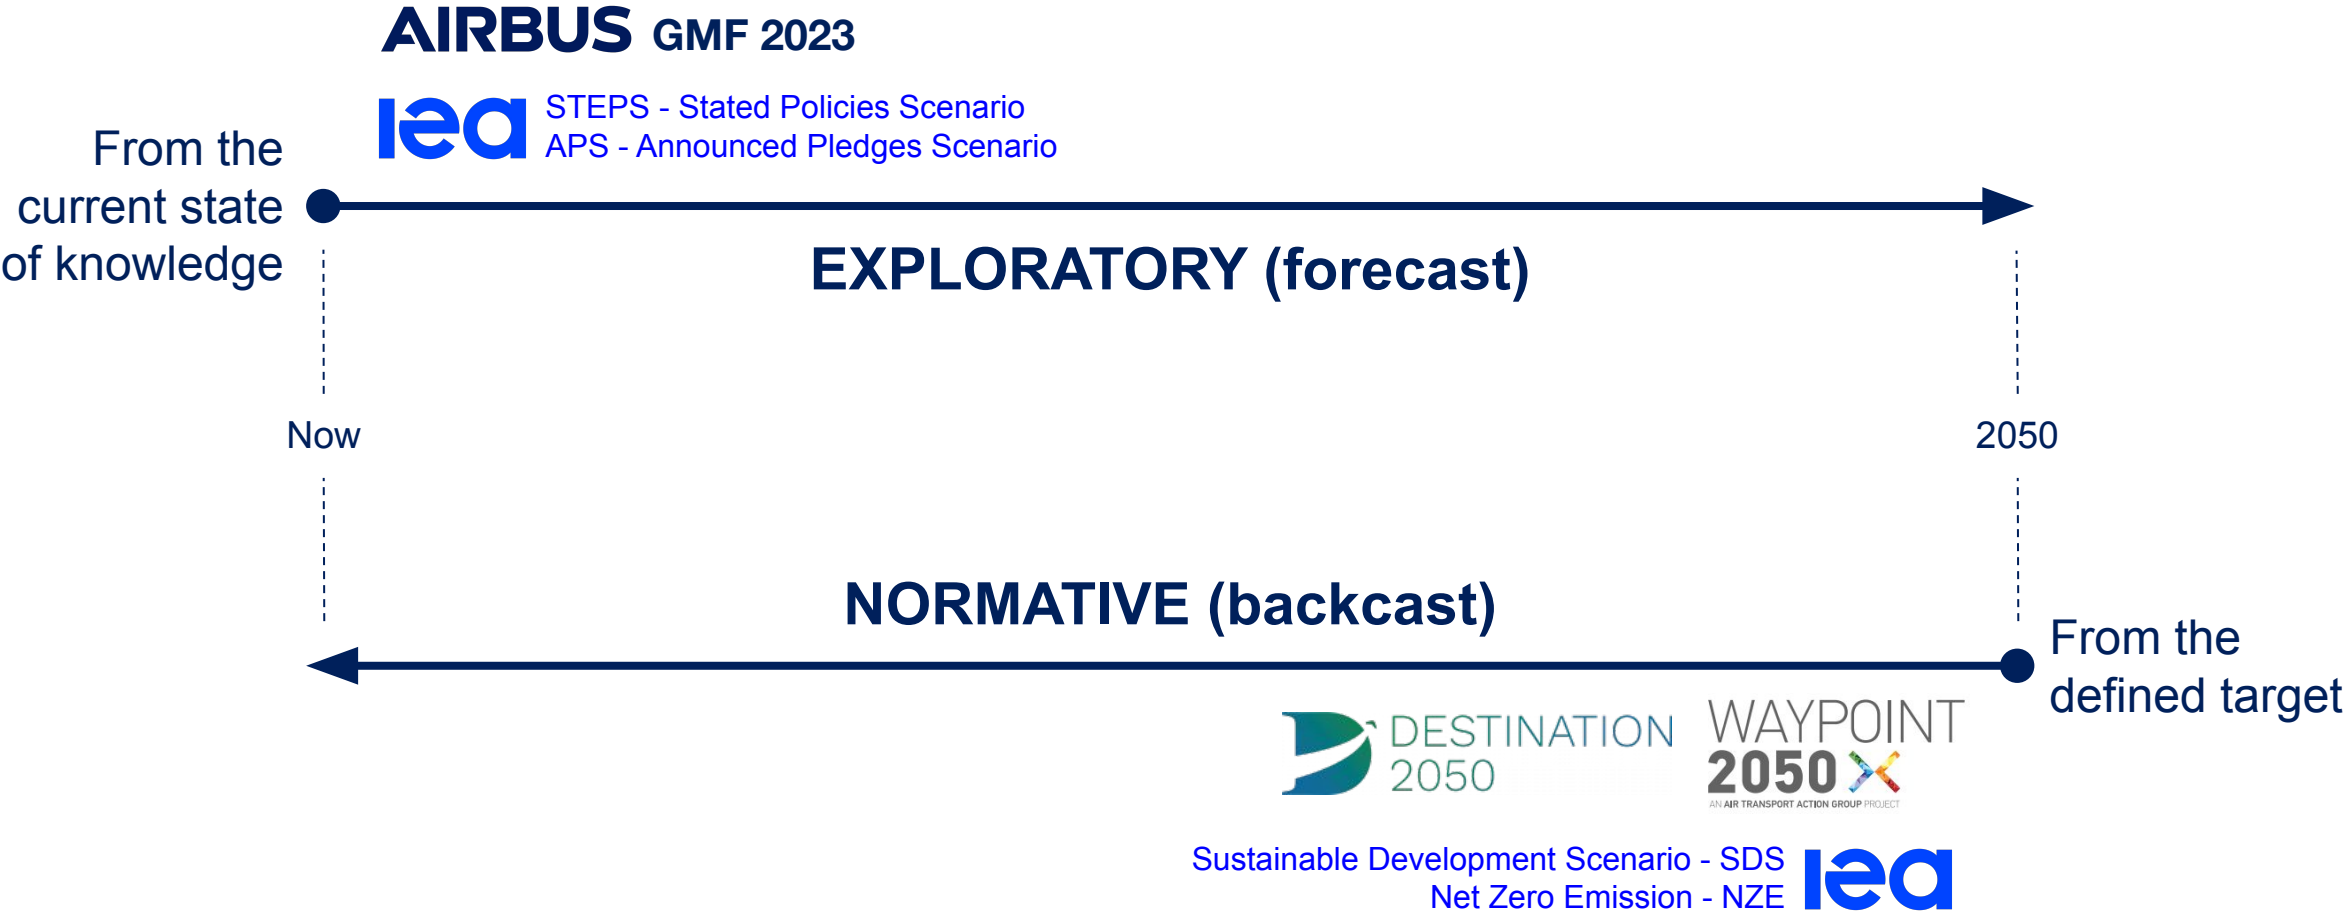 AIRBUS GMF 2023
iea
STEPS - Stated Policies Scenario
APS - Announced Pledges Scenario
From the
current state
of knowledge
EXPLORATORY (forecast)
Now
2050
NORMATIVE (backcast)
From the
defined target
DESTINATION
2050
WAYPOINT
2050
AN AIR TRANSPORT ACTION GROUP PROJECT
Sustainable Development Scenario - SDS
Net Zero Emission - NZE
iea